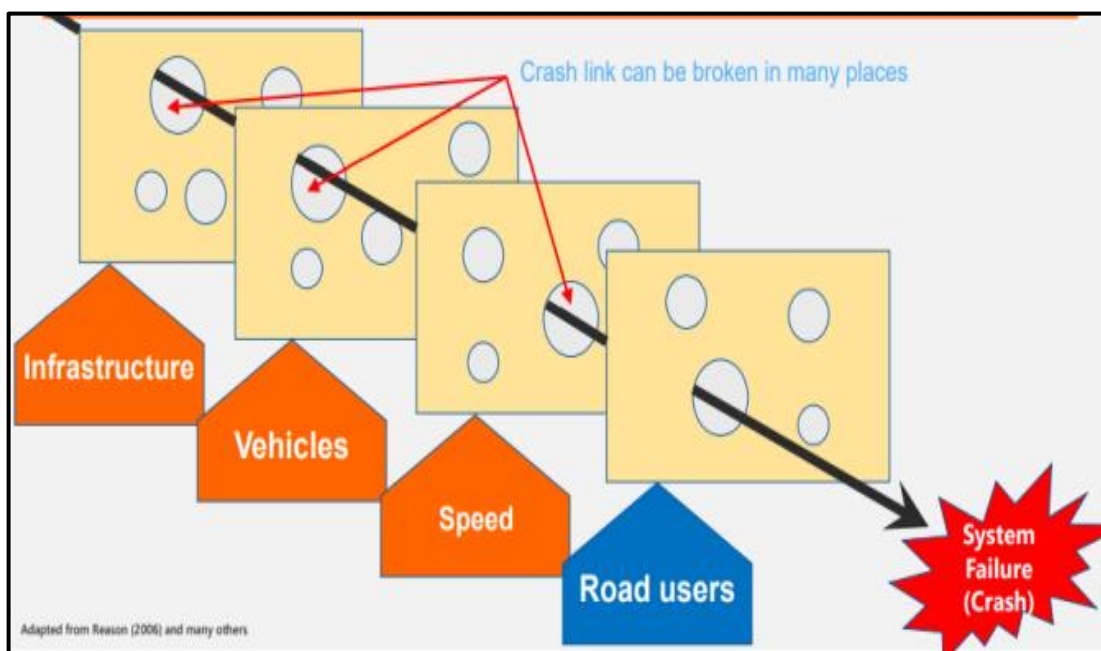 Crash link can be broken in many places
Infrastructure
Vehicles
Speed
Road users
System
Failure
(Crash)
Adapted from Reason (2006) and many others